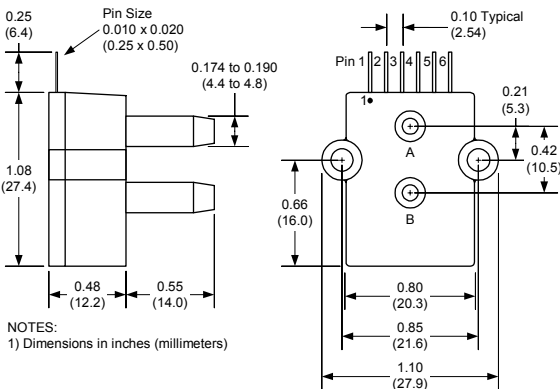 0.25
(6.4)
Pin Size
0.010 x 0.020
(0.25 x 0.50)
0.174 to 0.190
(4.4 to 4.8)
1.08
(27.4)
0.48
(12.2)
0.55
(14.0)
NOTES:
1) Dimensions in inches (millimeters)
0.10 Typical
(2.54)
Pin 1 2 3 4 5 6
1
A
B
0.21
(5.3)
0.42
(10.5)
0.66
(16.0)
0.80
(20.3)
0.85
(21.6)
1.10
(27.9)